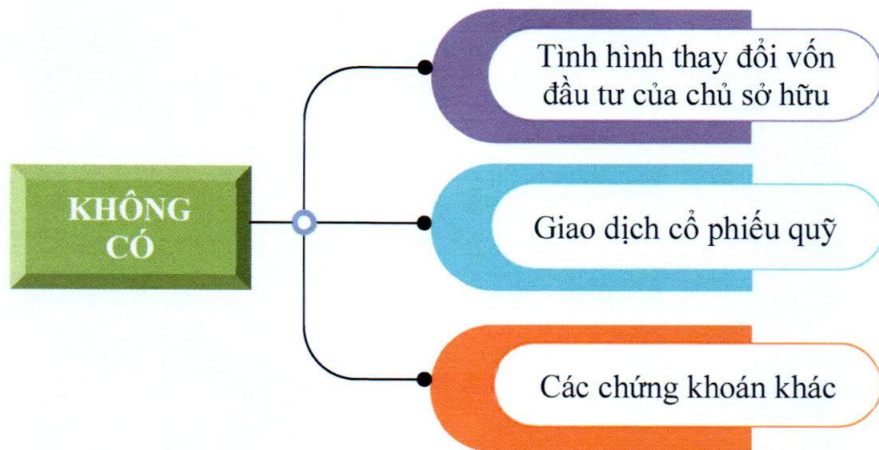 KHÔNG
CÓ
Tình hình thay đổi vốn
đầu tư của chủ sở hữu
Giao dịch cổ phiếu quỹ
Các chứng khoán khác